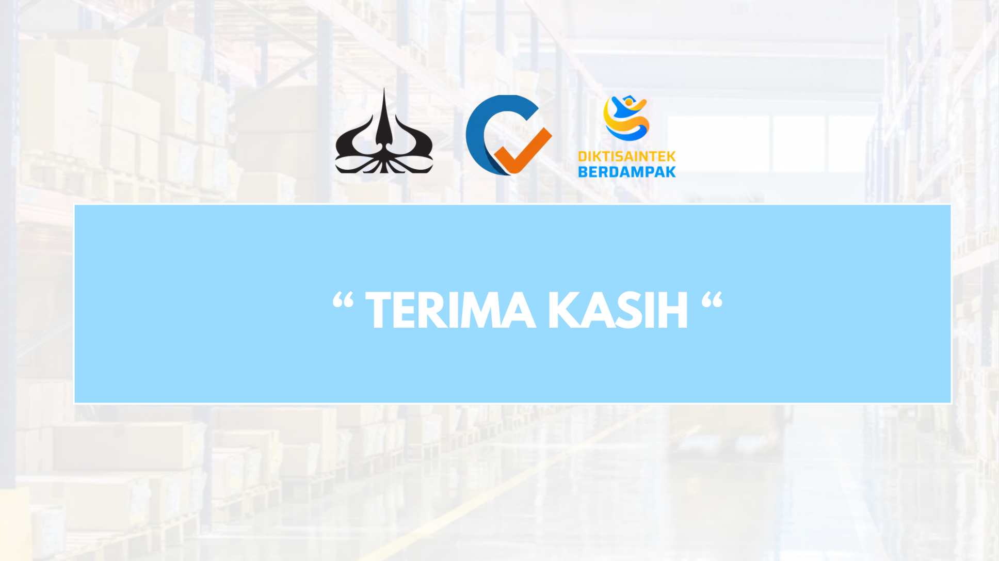 DIKTISAINTEK
BERDAMPAK
“ TERIMA KASIH “